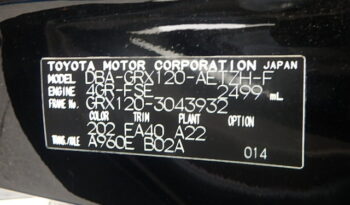 TOYOTA MOTOR CORPORATION JAPAN
MODEL DBA-GRX120-AETZH-F
ENGINE 4GR-FSE 2499 mL
FRAME No. GRX120-3043932
COLOR TRIM PLANT OPTION
202 EA40 A22
TRANS./AXLE A960E B02A
014